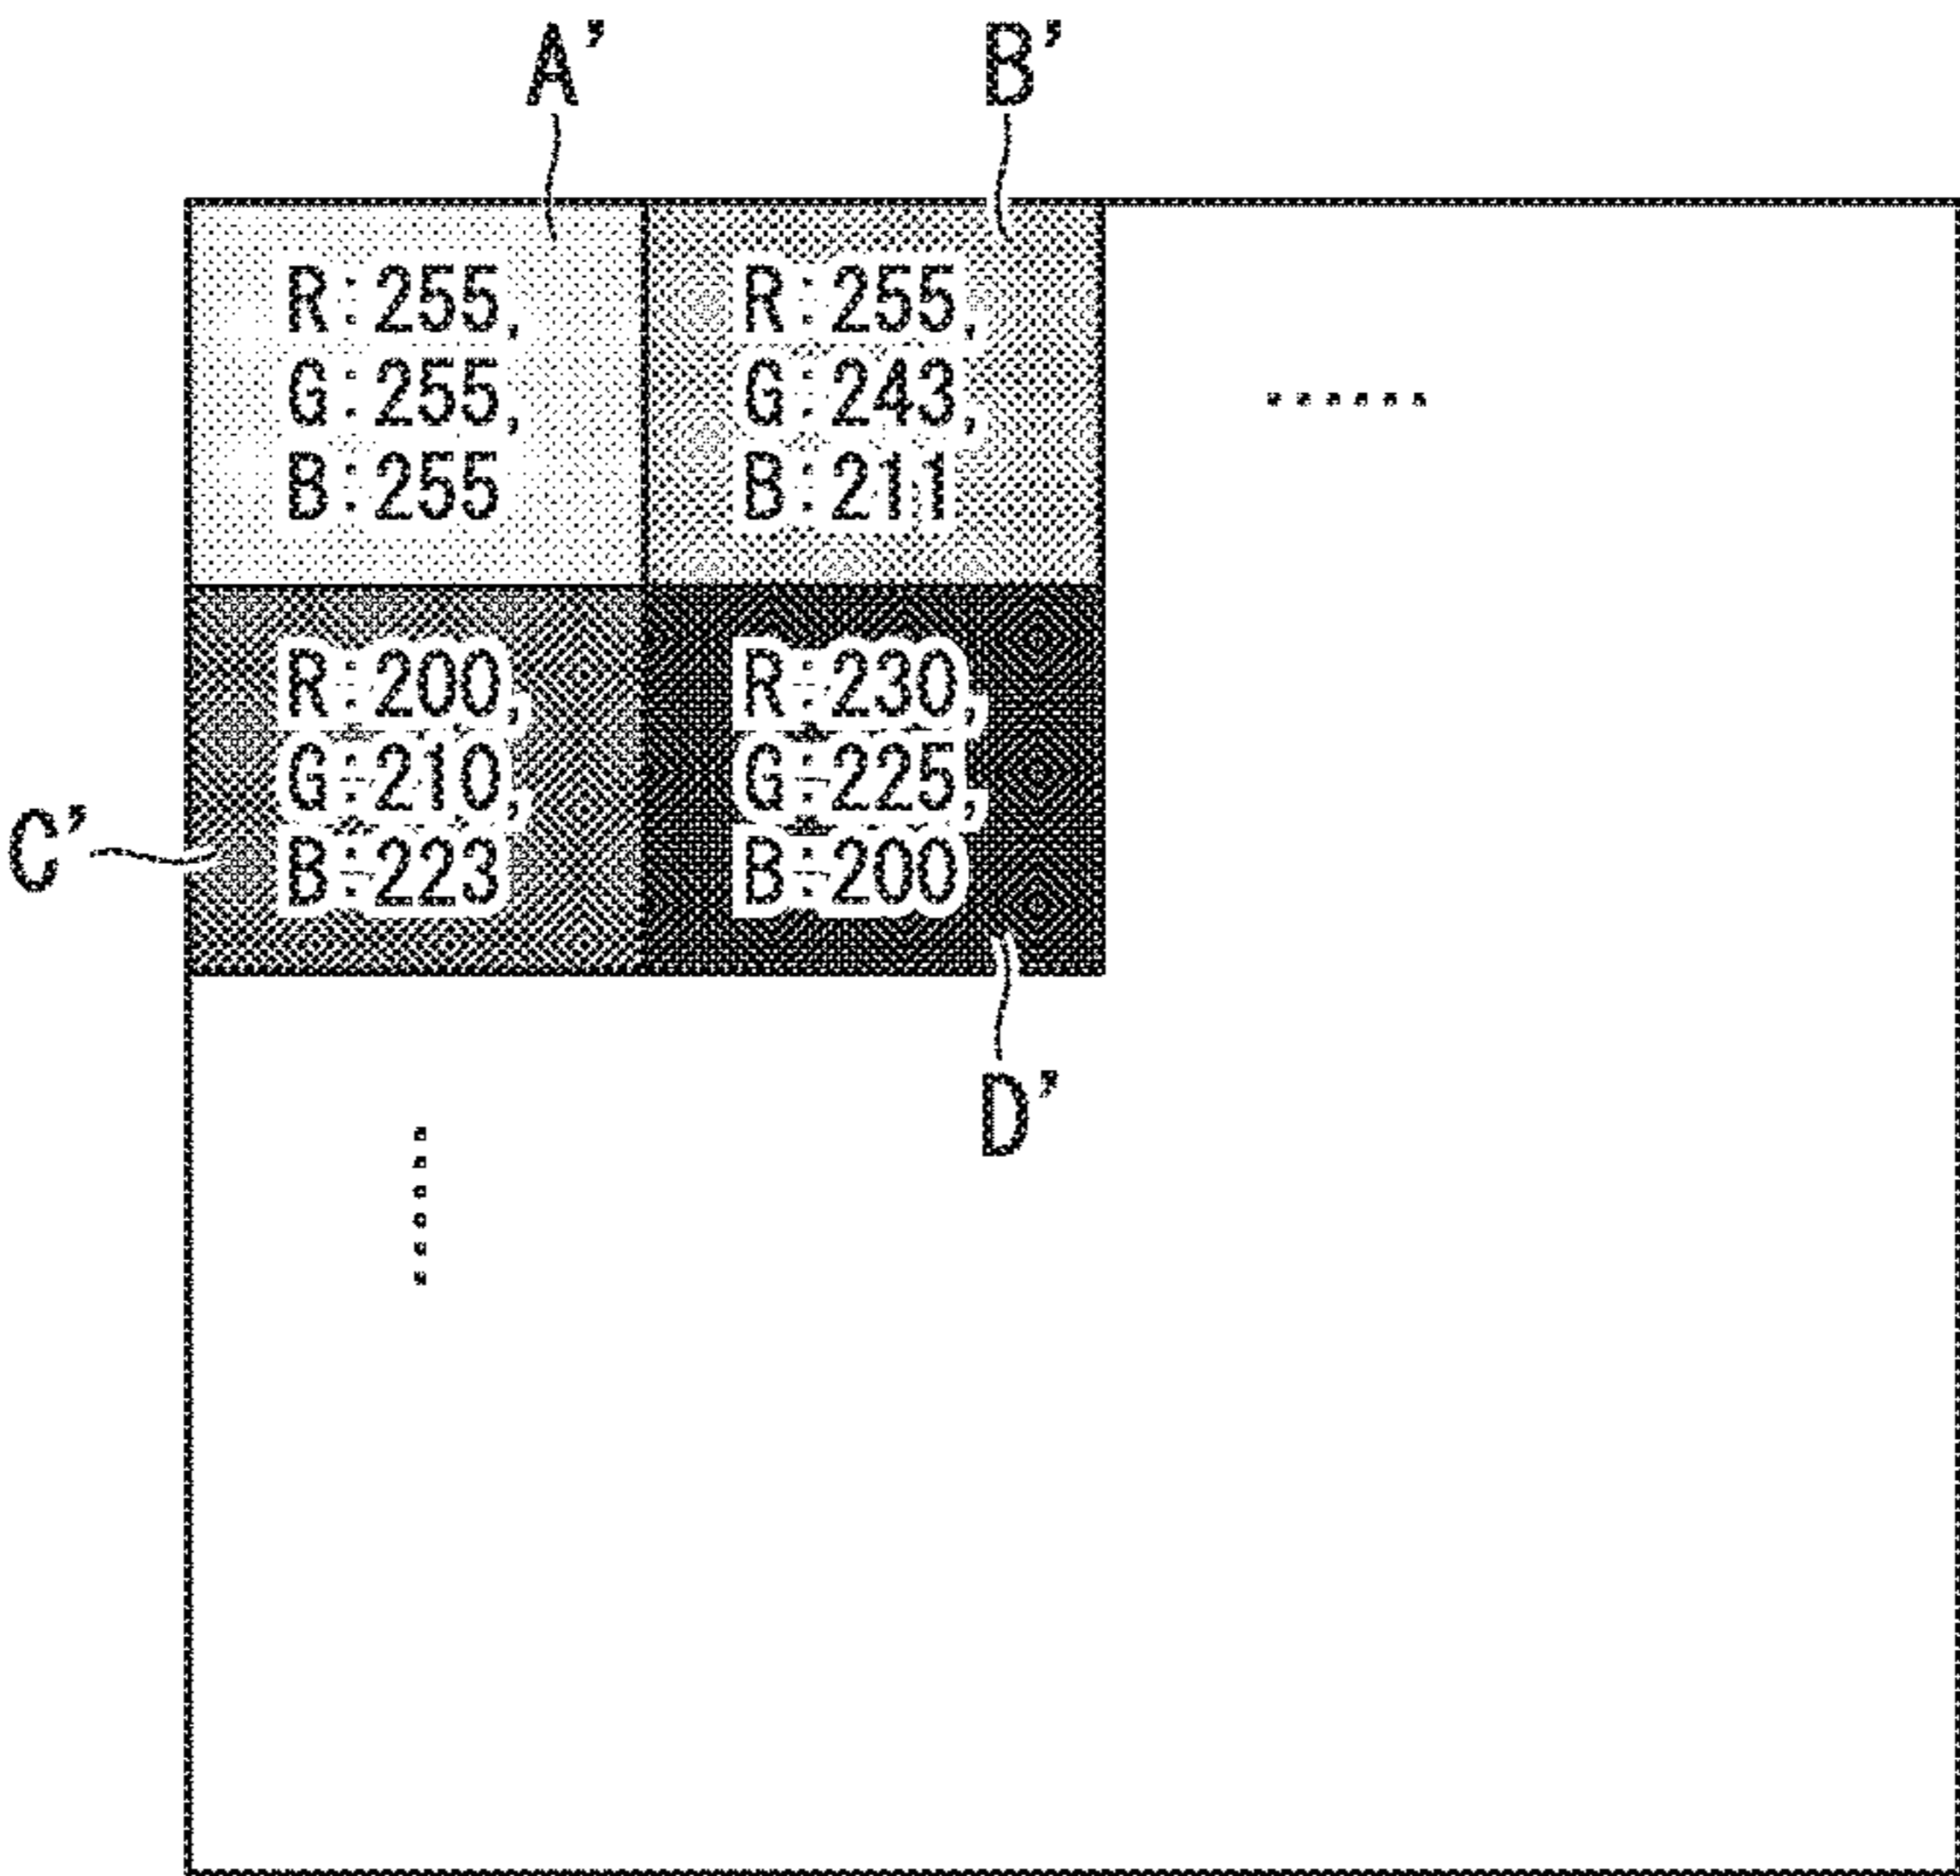 A'
B'
R:255,
G:255,
B:255
R:255,
G:243,
B:211
R:200,
G:210,
B:223
R:230,
G:225,
B:200
C'
D'